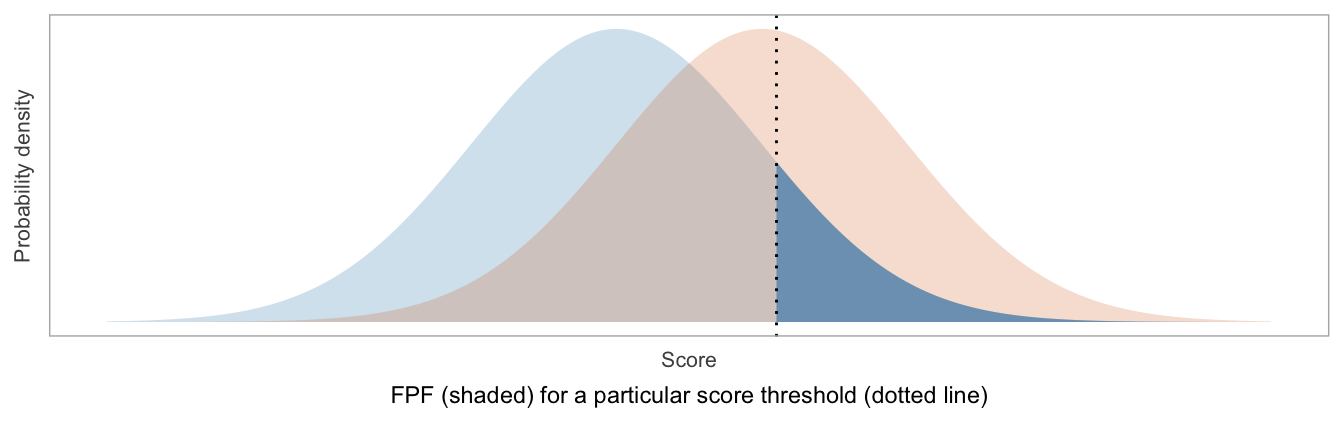 Probability density
Score
FPF (shaded) for a particular score threshold (dotted line)